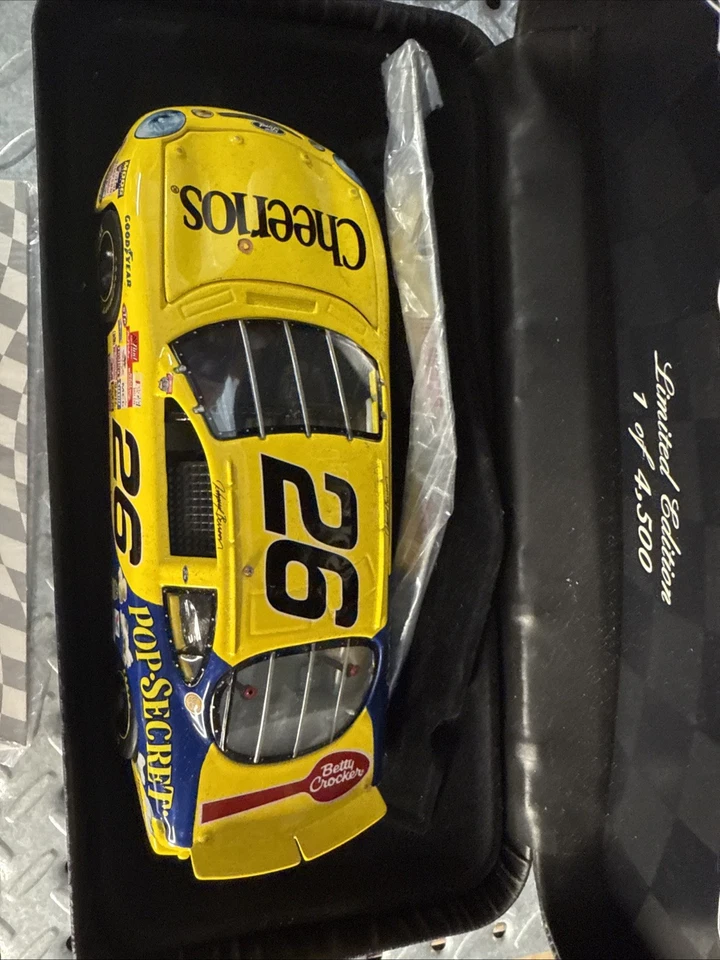 Cheerios®
GOODYEAR
26
26
POP·SECRET
Betty
Crocker
Limited Edition
1 of 4,500